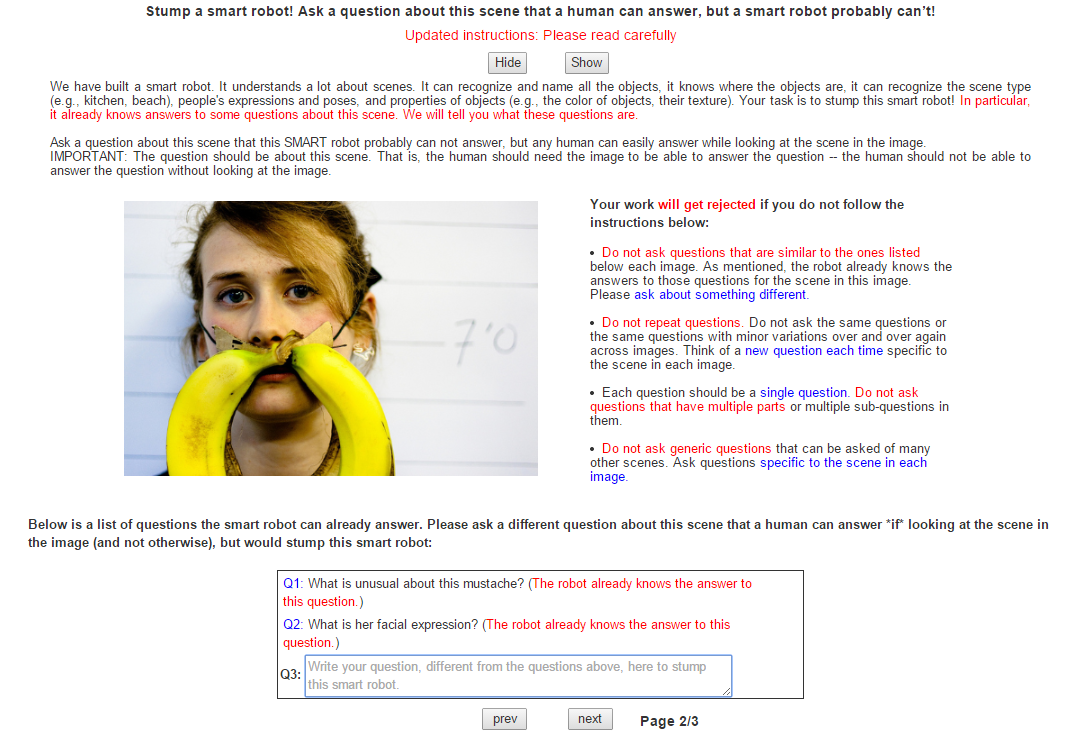 Stump a smart robot! Ask a question about this scene that a human can answer, but a smart robot probably can't!
Updated instructions: Please read carefully
Hide Show
We have built a smart robot. It understands a lot about scenes. It can recognize and name all the objects, it knows where the objects are, it can recognize the scene type
(e.g., kitchen, beach), people's expressions and poses, and properties of objects (e.g., the color of objects, their texture). Your task is to stump this smart robot! In particular,
it already knows answers to some questions about this scene. We will tell you what these questions are.
Ask a question about this scene that this SMART robot probably can not answer, but any human can easily answer while looking at the scene in the image.
IMPORTANT: The question should be about this scene. That is, the human should need the image to be able to answer the question -- the human should not be able to
answer the question without looking at the image.
7'0
Your work will get rejected if you do not follow the
instructions below:
• Do not ask questions that are similar to the ones listed
below each image. As mentioned, the robot already knows the
answers to those questions for the scene in this image.
Please ask about something different.
• Do not repeat questions. Do not ask the same questions or
the same questions with minor variations over and over again
across images. Think of a new question each time specific to
the scene in each image.
• Each question should be a single question. Do not ask
questions that have multiple parts or multiple sub-questions in
them.
• Do not ask generic questions that can be asked of many
other scenes. Ask questions specific to the scene in each
image.
Below is a list of questions the smart robot can already answer. Please ask a different question about this scene that a human can answer *if* looking at the scene in
the image (and not otherwise), but would stump this smart robot:
Q1: What is unusual about this mustache? (The robot already knows the answer to
this question.)
Q2: What is her facial expression? (The robot already knows the answer to this
question.)
Q3: Write your question, different from the questions above, here to stump
this smart robot.
prev next Page 2/3